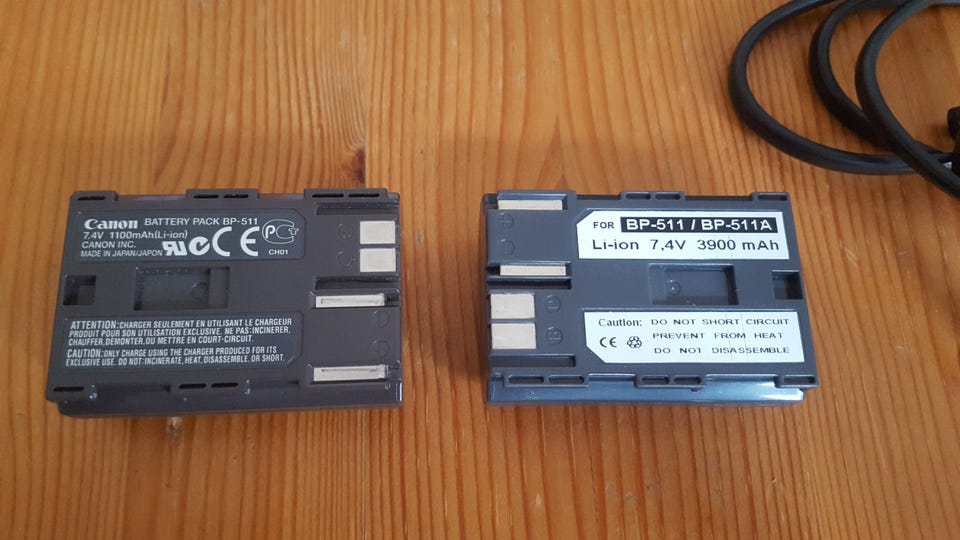 Canon BATTERY PACK BP-511
7.4V 1100mAh(Li-ion)
CANON INC.
MADE IN JAPAN/JAPON
CH01
ATTENTION:CHARGER SEULEMENT EN UTILISANT LE CHARGEUR
PRODUIT POUR SON UTILISATION EXCLUSIVE. NE PAS:INCINERER,
CHAUFFER,DEMONTER, OU METTRE EN COURT-CIRCUIT.
CAUTION:ONLY CHARGE USING THE CHARGER PRODUCED FOR ITS
EXCLUSIVE USE. DO NOT:INCINERATE, HEAT, DISASSEMBLE, OR SHORT.
FOR BP-511 / BP-511A
Li-ion 7,4V 3900 mAh
Caution: DO NOT SHORT CIRCUIT
PREVENT FROM HEAT
DO NOT DISASSEMBLE